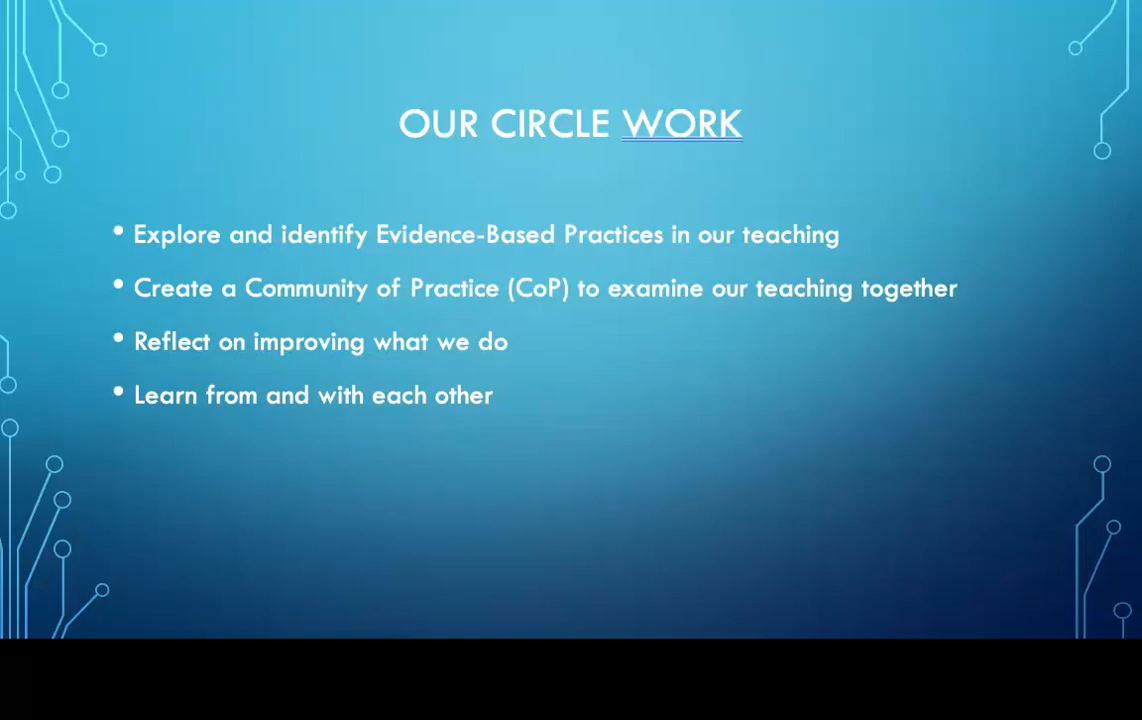 OUR CIRCLE WORK
• Explore and identify Evidence-Based Practices in our teaching
• Create a Community of Practice (CoP) to examine our teaching together
• Reflect on improving what we do
• Learn from and with each other